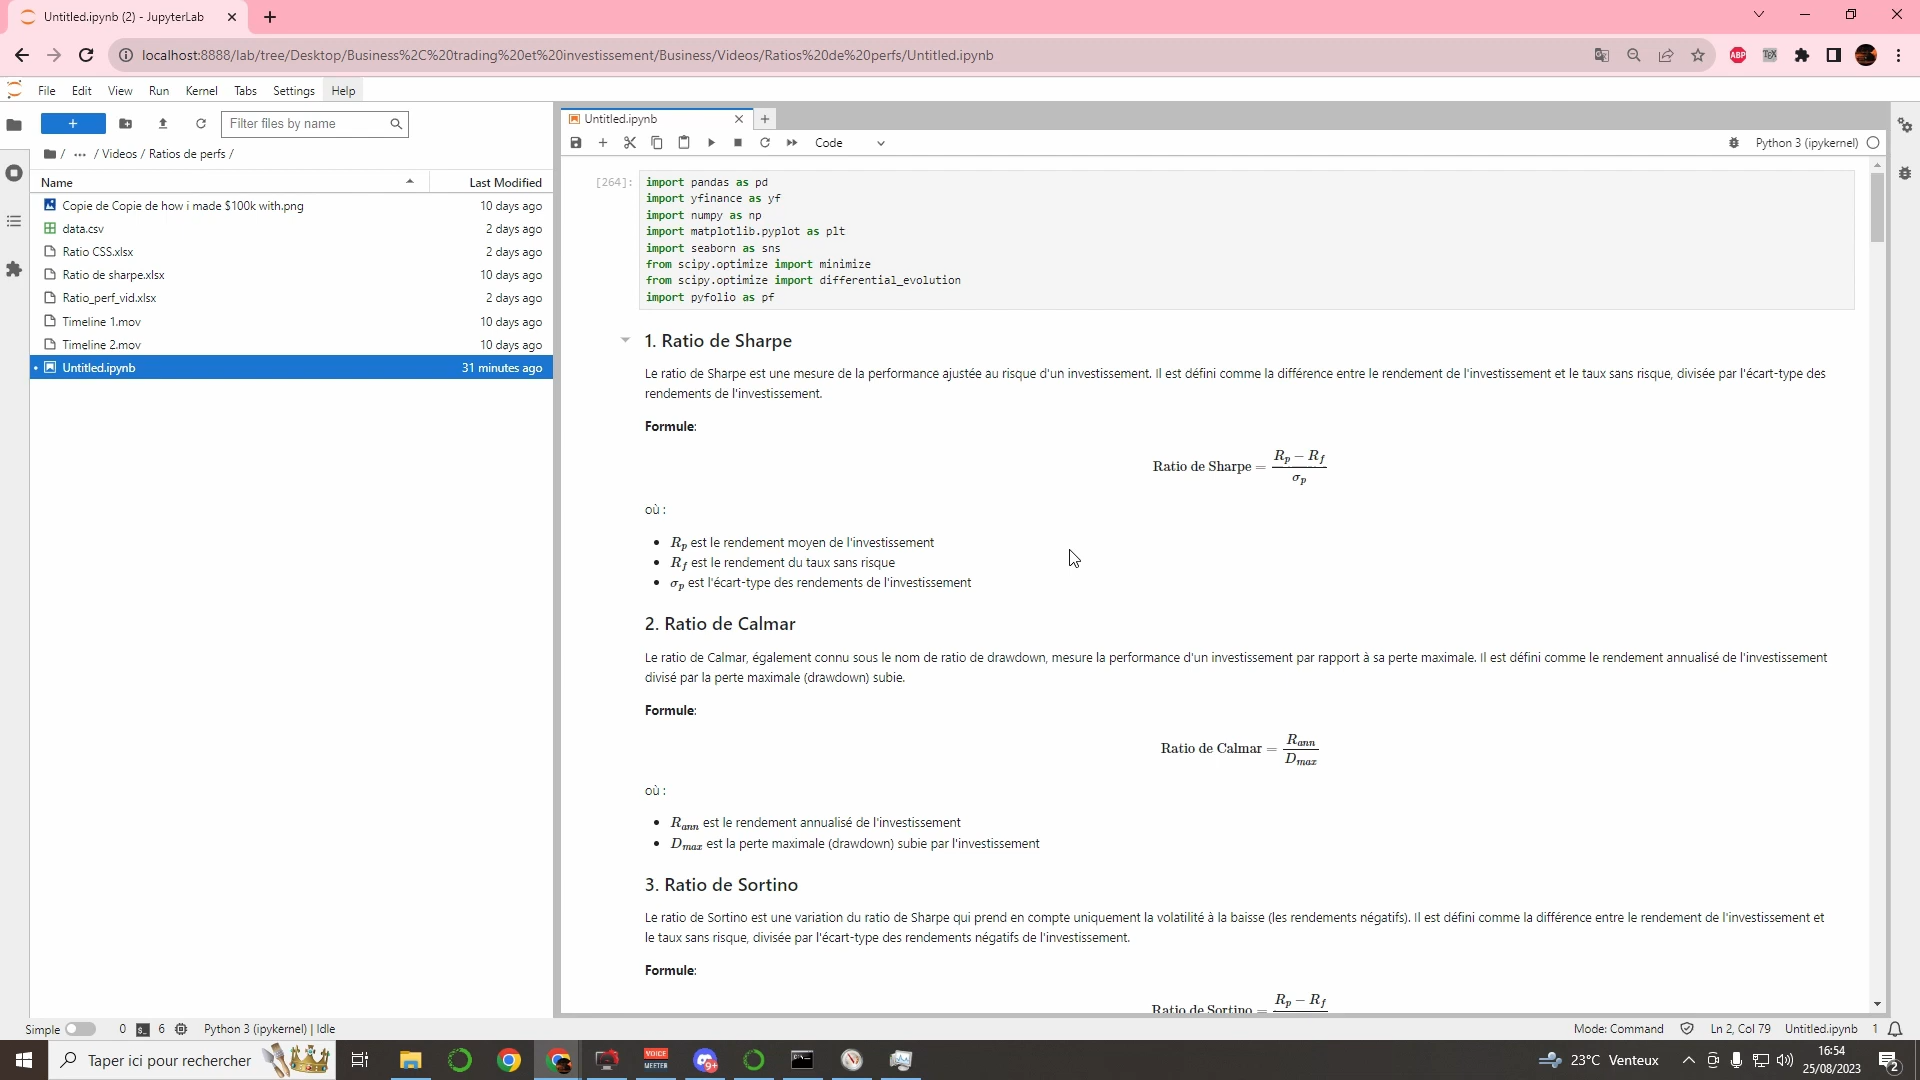 Untitled.ipynb (2) - JupyterLab
localhost:8888/lab/tree/Desktop/Business%2C%20trading%20et%20investissement/Business/Videos/Ratios%20de%20perfs/Untitled.ipynb
ABP
File Edit View Run Kernel Tabs Settings Help
+
Filter files by name
/ ... / Videos / Ratios de perfs /
Name Last Modified
Copie de Copie de how i made $100k with.png 10 days ago
data.csv 2 days ago
Ratio CSS.xlsx 2 days ago
Ratio de sharpe.xlsx 10 days ago
Ratio_perf_vid.xlsx 2 days ago
Timeline 1.mov 10 days ago
Timeline 2.mov 10 days ago
Untitled.ipynb 31 minutes ago
Untitled.ipynb
Code
Python 3 (ipykernel)
[264]:
import pandas as pd
import yfinance as yf
import numpy as np
import matplotlib.pyplot as plt
import seaborn as sns
from scipy.optimize import minimize
from scipy.optimize import differential_evolution
import pyfolio as pf
1. Ratio de Sharpe
Le ratio de Sharpe est une mesure de la performance ajustée au risque d'un investissement. Il est défini comme la différence entre le rendement de l'investissement et le taux sans risque, divisée par l'écart-type des
rendements de l'investissement.
Formule:
Ratio de Sharpe = (R_p − R_f) / σ_p
où :
• R_p est le rendement moyen de l'investissement
• R_f est le rendement du taux sans risque
• σ_p est l'écart-type des rendements de l'investissement
2. Ratio de Calmar
Le ratio de Calmar, également connu sous le nom de ratio de drawdown, mesure la performance d'un investissement par rapport à sa perte maximale. Il est défini comme le rendement annualisé de l'investissement
divisé par la perte maximale (drawdown) subie.
Formule:
Ratio de Calmar = R_ann / D_max
où :
• R_ann est le rendement annualisé de l'investissement
• D_max est la perte maximale (drawdown) subie par l'investissement
3. Ratio de Sortino
Le ratio de Sortino est une variation du ratio de Sharpe qui prend en compte uniquement la volatilité à la baisse (les rendements négatifs). Il est défini comme la différence entre le rendement de l'investissement et
le taux sans risque, divisée par l'écart-type des rendements négatifs de l'investissement.
Formule:
Ratio de Sortino = R_p − R_f
Simple 0 6 Python 3 (ipykernel) | Idle
Mode: Command Ln 2, Col 79 Untitled.ipynb 1
Taper ici pour rechercher
VOICE
MEETER
9+
23°C Venteux
16:54
25/08/2023
2